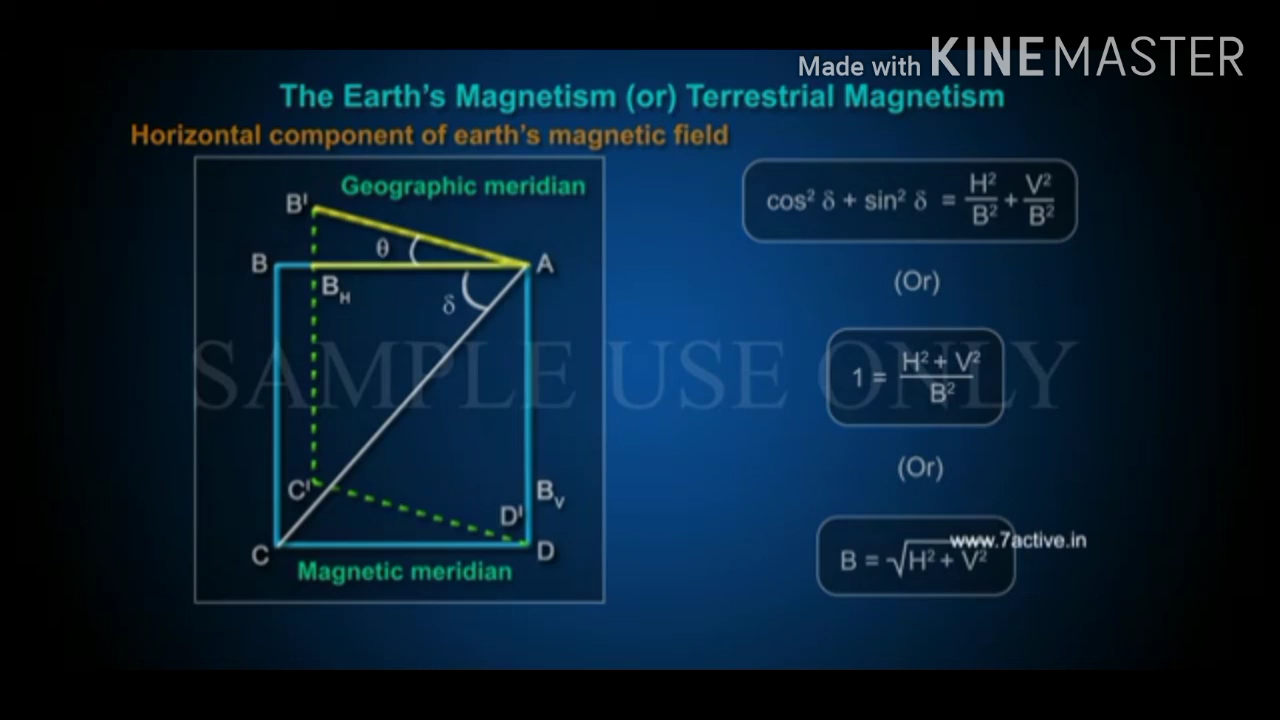 Made with KINEMASTER
The Earth's Magnetism (or) Terrestrial Magnetism
Horizontal component of earth's magnetic field
Geographic meridian
B'
θ
B
A
B_H
δ
C'
B_V
D'
C
D
Magnetic meridian
cos² δ + sin² δ = H²/B² + V²/B²
(Or)
1 = H² + V²/B²
(Or)
www.7active.in
B = √H² + V²
SAMPLE USE ONLY